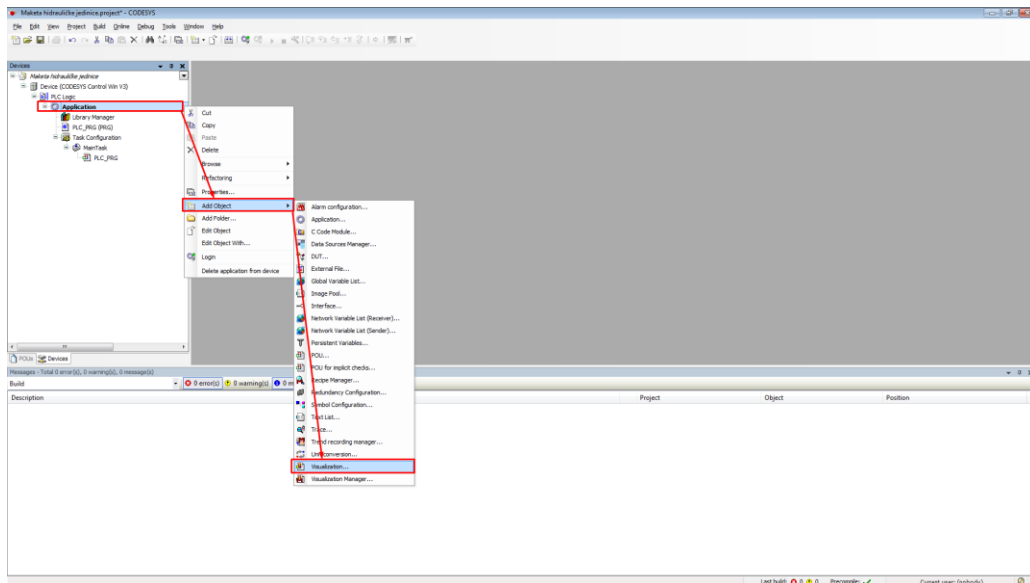 Maketa hidrauličke jedinice.project* - CODESYS
File Edit View Project Build Online Debug Tools Window Help
Devices
Maketa hidrauličke jedinice
Device (CODESYS Control Win V3)
PLC Logic
Application
Library Manager
PLC_PRG (PRG)
Task Configuration
MainTask
PLC_PRG
Cut
Copy
Paste
Delete
Browse
Refactoring
Properties...
Add Object
Add Folder...
Edit Object
Edit Object With...
Login
Delete application from device
Alarm configuration...
Application...
C Code Module...
Data Sources Manager...
DUT...
External File...
Global Variable List...
Image Pool...
Interface...
Network Variable List (Receiver)...
Network Variable List (Sender)...
Persistent Variables...
POU...
POU for implicit checks...
Recipe Manager...
Redundancy Configuration...
Symbol Configuration...
Text List...
Trace...
Trend recording manager...
Unit conversion...
Visualization...
Visualization Manager...
POUs Devices
Messages - Total 0 error(s), 0 warning(s), 0 message(s)
Build 0 error(s) 0 warning(s) 0
Description Project Object Position
Last build: 0 0 Precompile: Current user: (nobody)